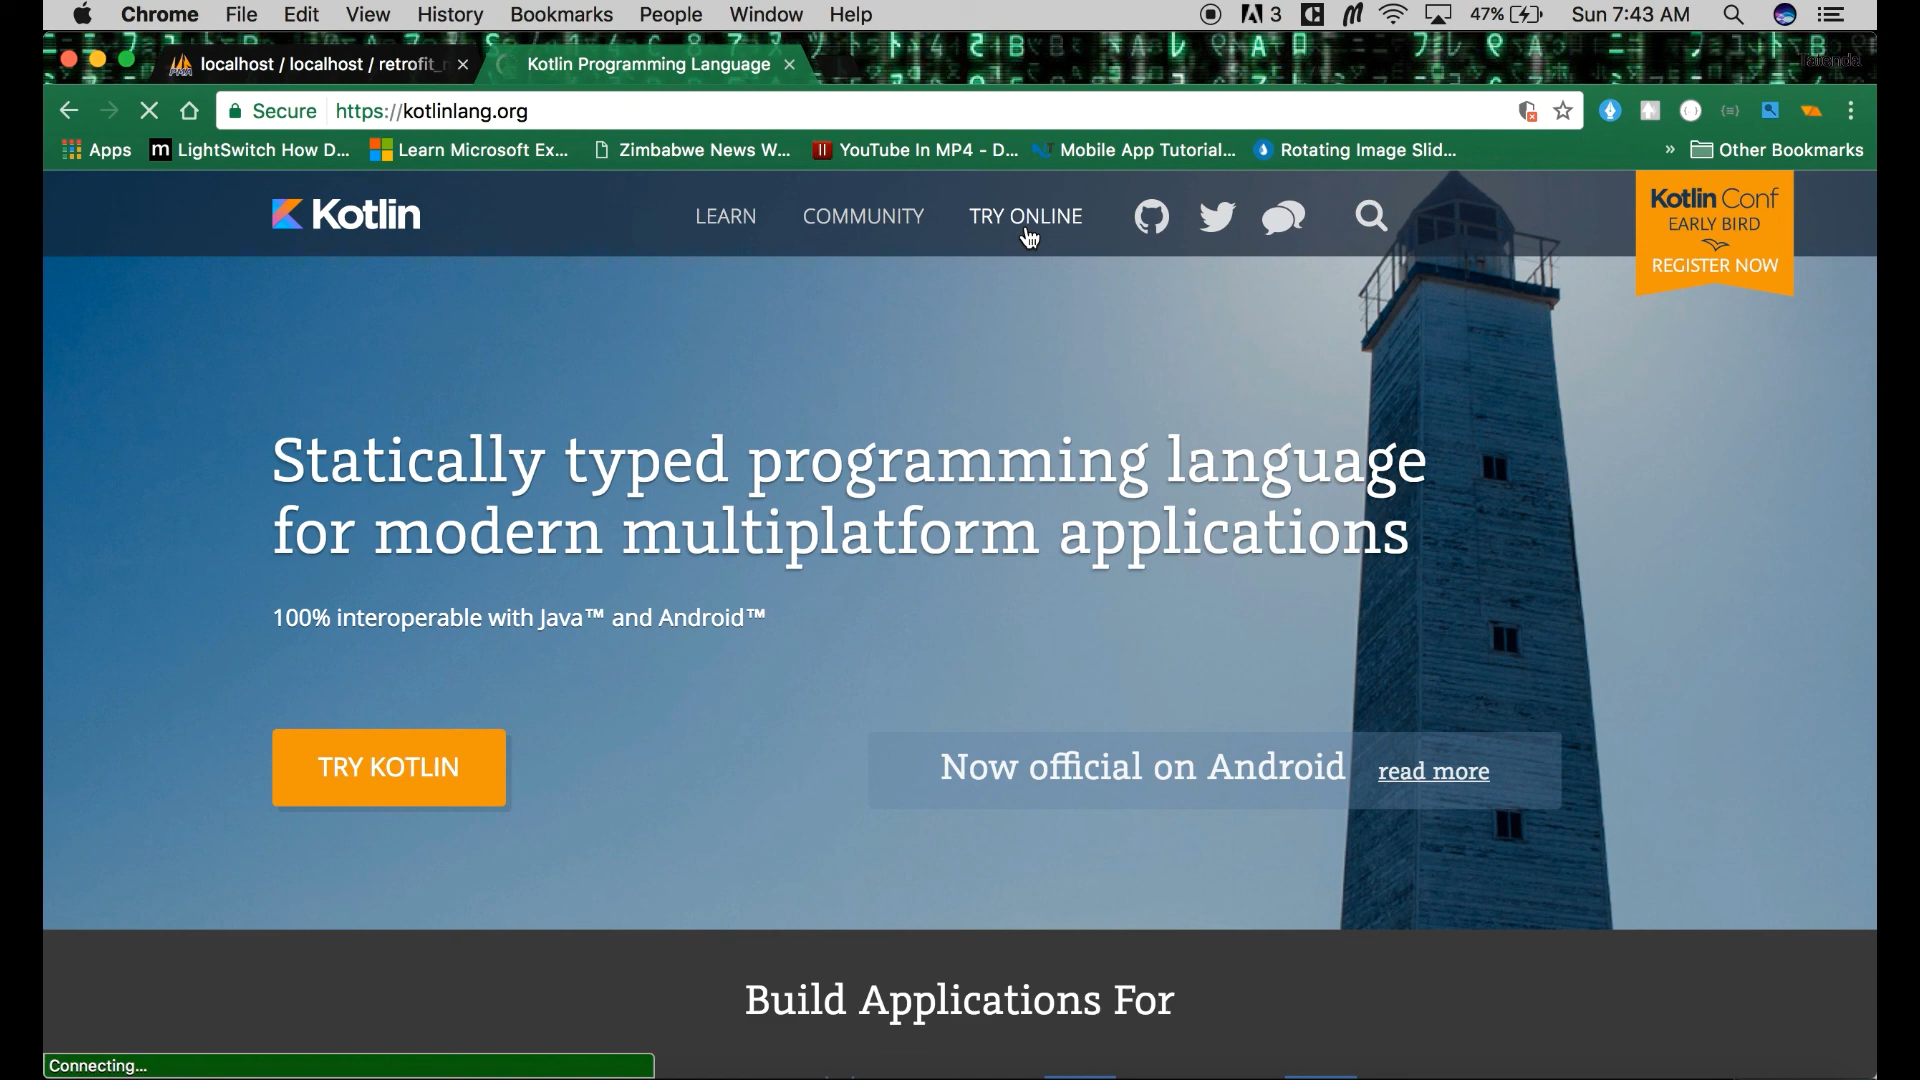 Chrome File Edit View History Bookmarks People Window Help 3 47% Sun 7:43 AM
localhost / localhost / retrofit_ Kotlin Programming Language
Secure https://kotlinlang.org
Apps LightSwitch How D... Learn Microsoft Ex... Zimbabwe News W... YouTube In MP4 - D... Mobile App Tutorial... Rotating Image Slid... » Other Bookmarks
Kotlin LEARN COMMUNITY TRY ONLINE
Kotlin Conf
EARLY BIRD
REGISTER NOW
Statically typed programming language
for modern multiplatform applications
100% interoperable with Java™ and Android™
TRY KOTLIN
Now official on Android read more
Build Applications For
Connecting...